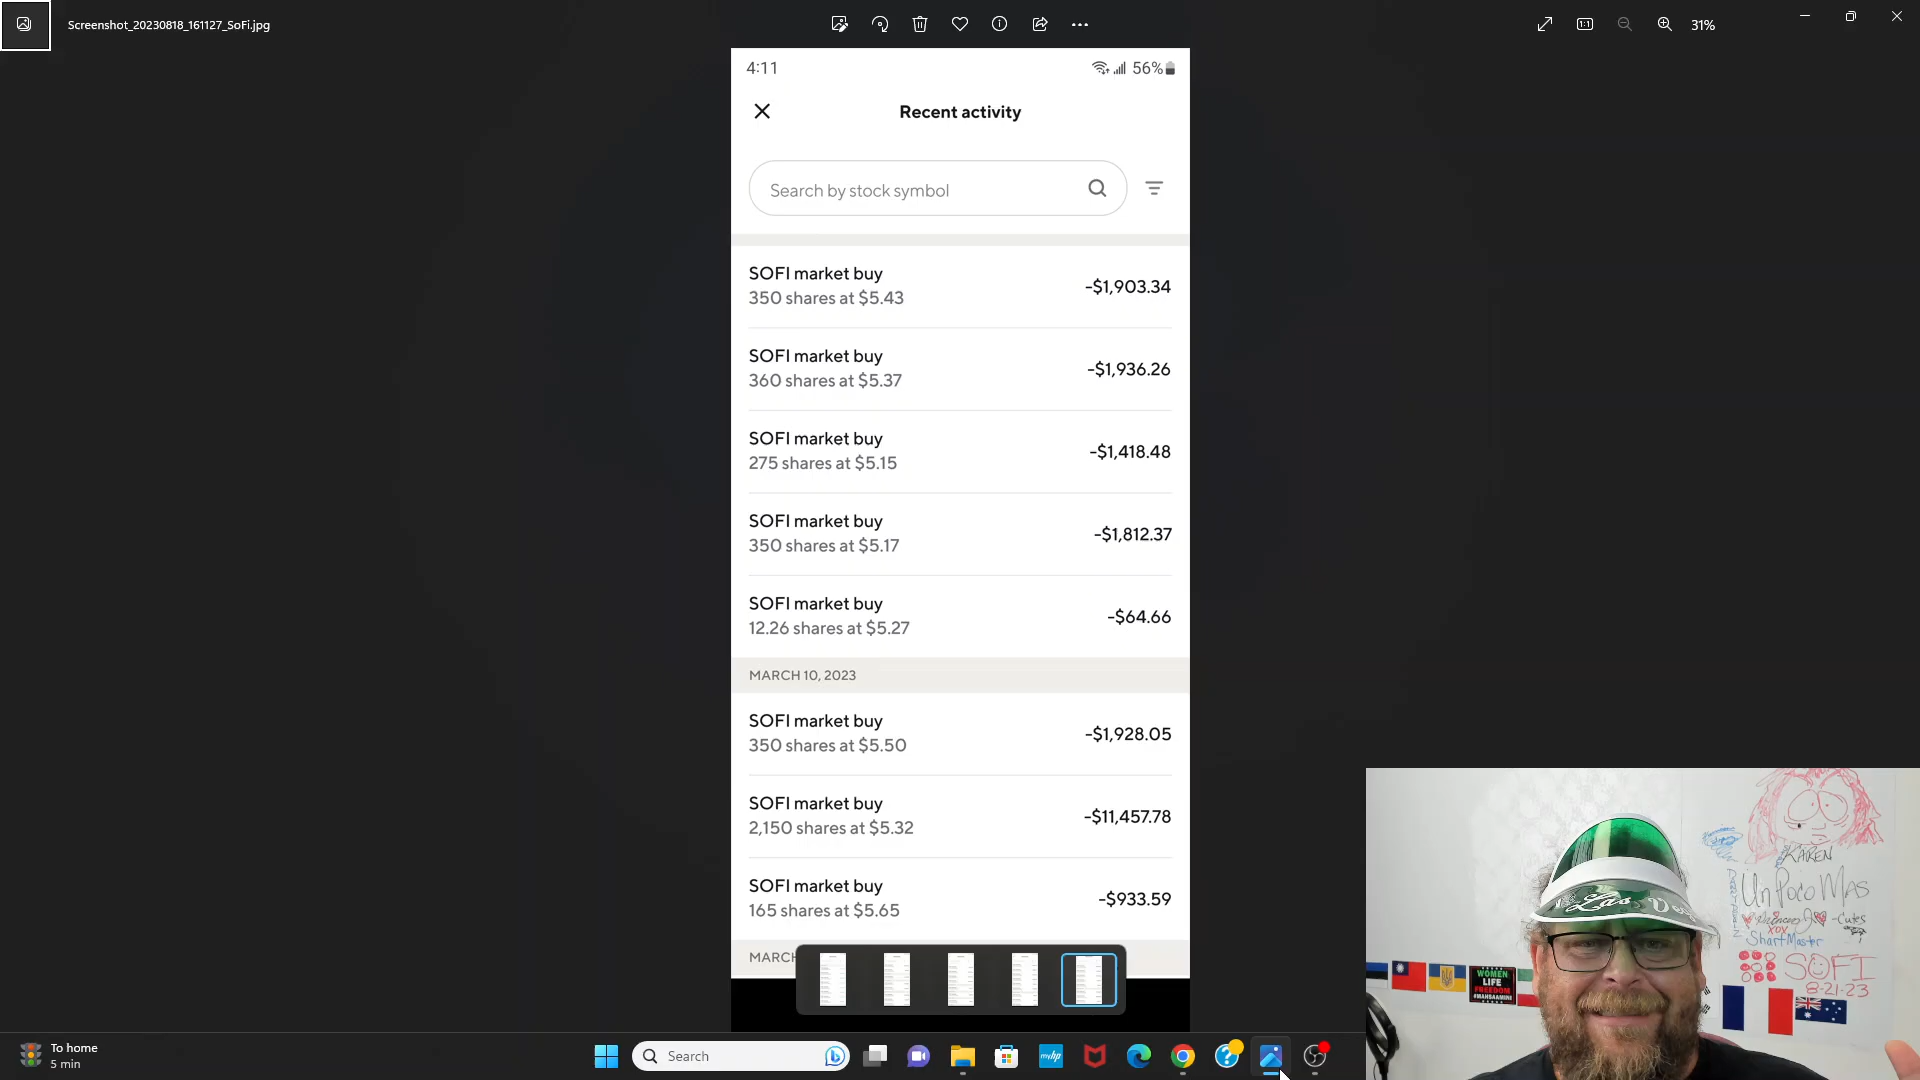 Screenshot_20230818_161127_SoFi.jpg
31%
4:11
56%
Recent activity
Search by stock symbol
SOFI market buy
350 shares at $5.43
-$1,903.34
SOFI market buy
360 shares at $5.37
-$1,936.26
SOFI market buy
275 shares at $5.15
-$1,418.48
SOFI market buy
350 shares at $5.17
-$1,812.37
SOFI market buy
12.26 shares at $5.27
-$64.66
MARCH 10, 2023
SOFI market buy
350 shares at $5.50
-$1,928.05
SOFI market buy
2,150 shares at $5.32
-$11,457.78
SOFI market buy
165 shares at $5.65
-$933.59
MARCH
KAREN
Un Poco Mas
ShartMaster
SOFI
8-21-23
Las Ve
WOMEN
LIFE
FREEDOM
#MAHSAAMINI
To home
5 min
Search
myhp